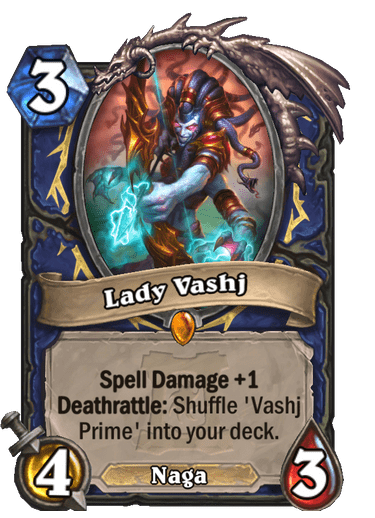 3
Lady Vashj
Spell Damage +1
Deathrattle: Shuffle 'Vashj
Prime' into your deck.
4
Naga
3